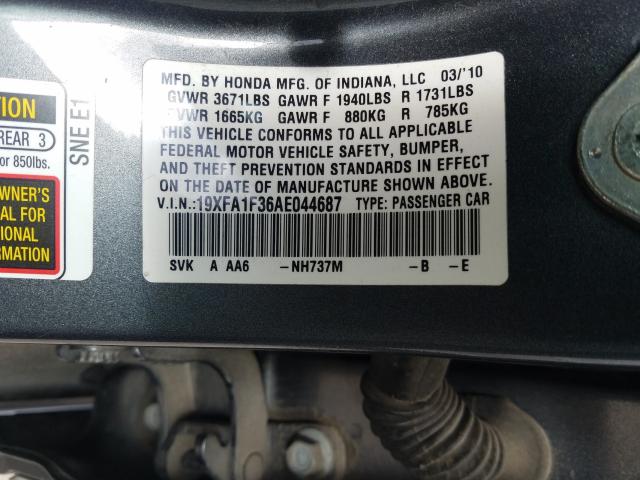 MFD. BY HONDA MFG. OF INDIANA, LLC 03/'10
GVWR 3671LBS GAWR F 1940LBS R 1731LBS
GVWR 1665KG GAWR F 880KG R 785KG
THIS VEHICLE CONFORMS TO ALL APPLICABLE
FEDERAL MOTOR VEHICLE SAFETY, BUMPER,
AND THEFT PREVENTION STANDARDS IN EFFECT
ON THE DATE OF MANUFACTURE SHOWN ABOVE.
V.I.N.:19XFA1F36AE044687 TYPE: PASSENGER CAR
SVK A AA6 -NH737M -B -E
REAR 3
or 850lbs.
SNE E1
OWNER'S
FOR
INFORMATION